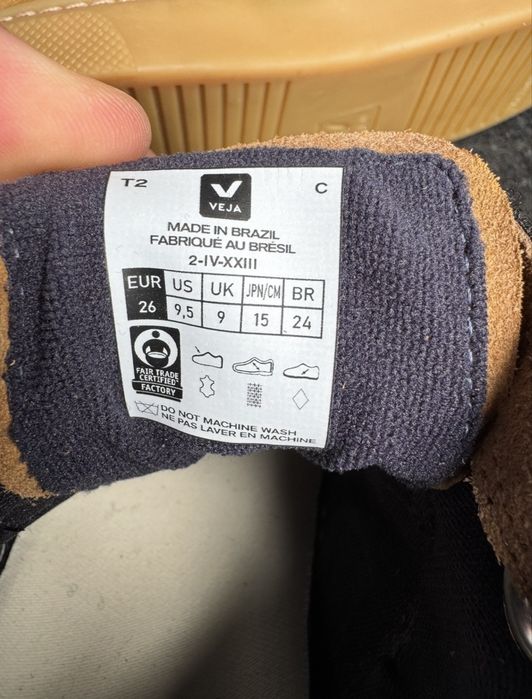 T2
C
VEJA
MADE IN BRAZIL
FABRIQUÉ AU BRÉSIL
2-IV-XXIII
EUR US UK JPN/CM BR
26 9,5 9 15 24
FAIR TRADE
CERTIFIED
FACTORY
DO NOT MACHINE WASH
NE PAS LAVER EN MACHINE